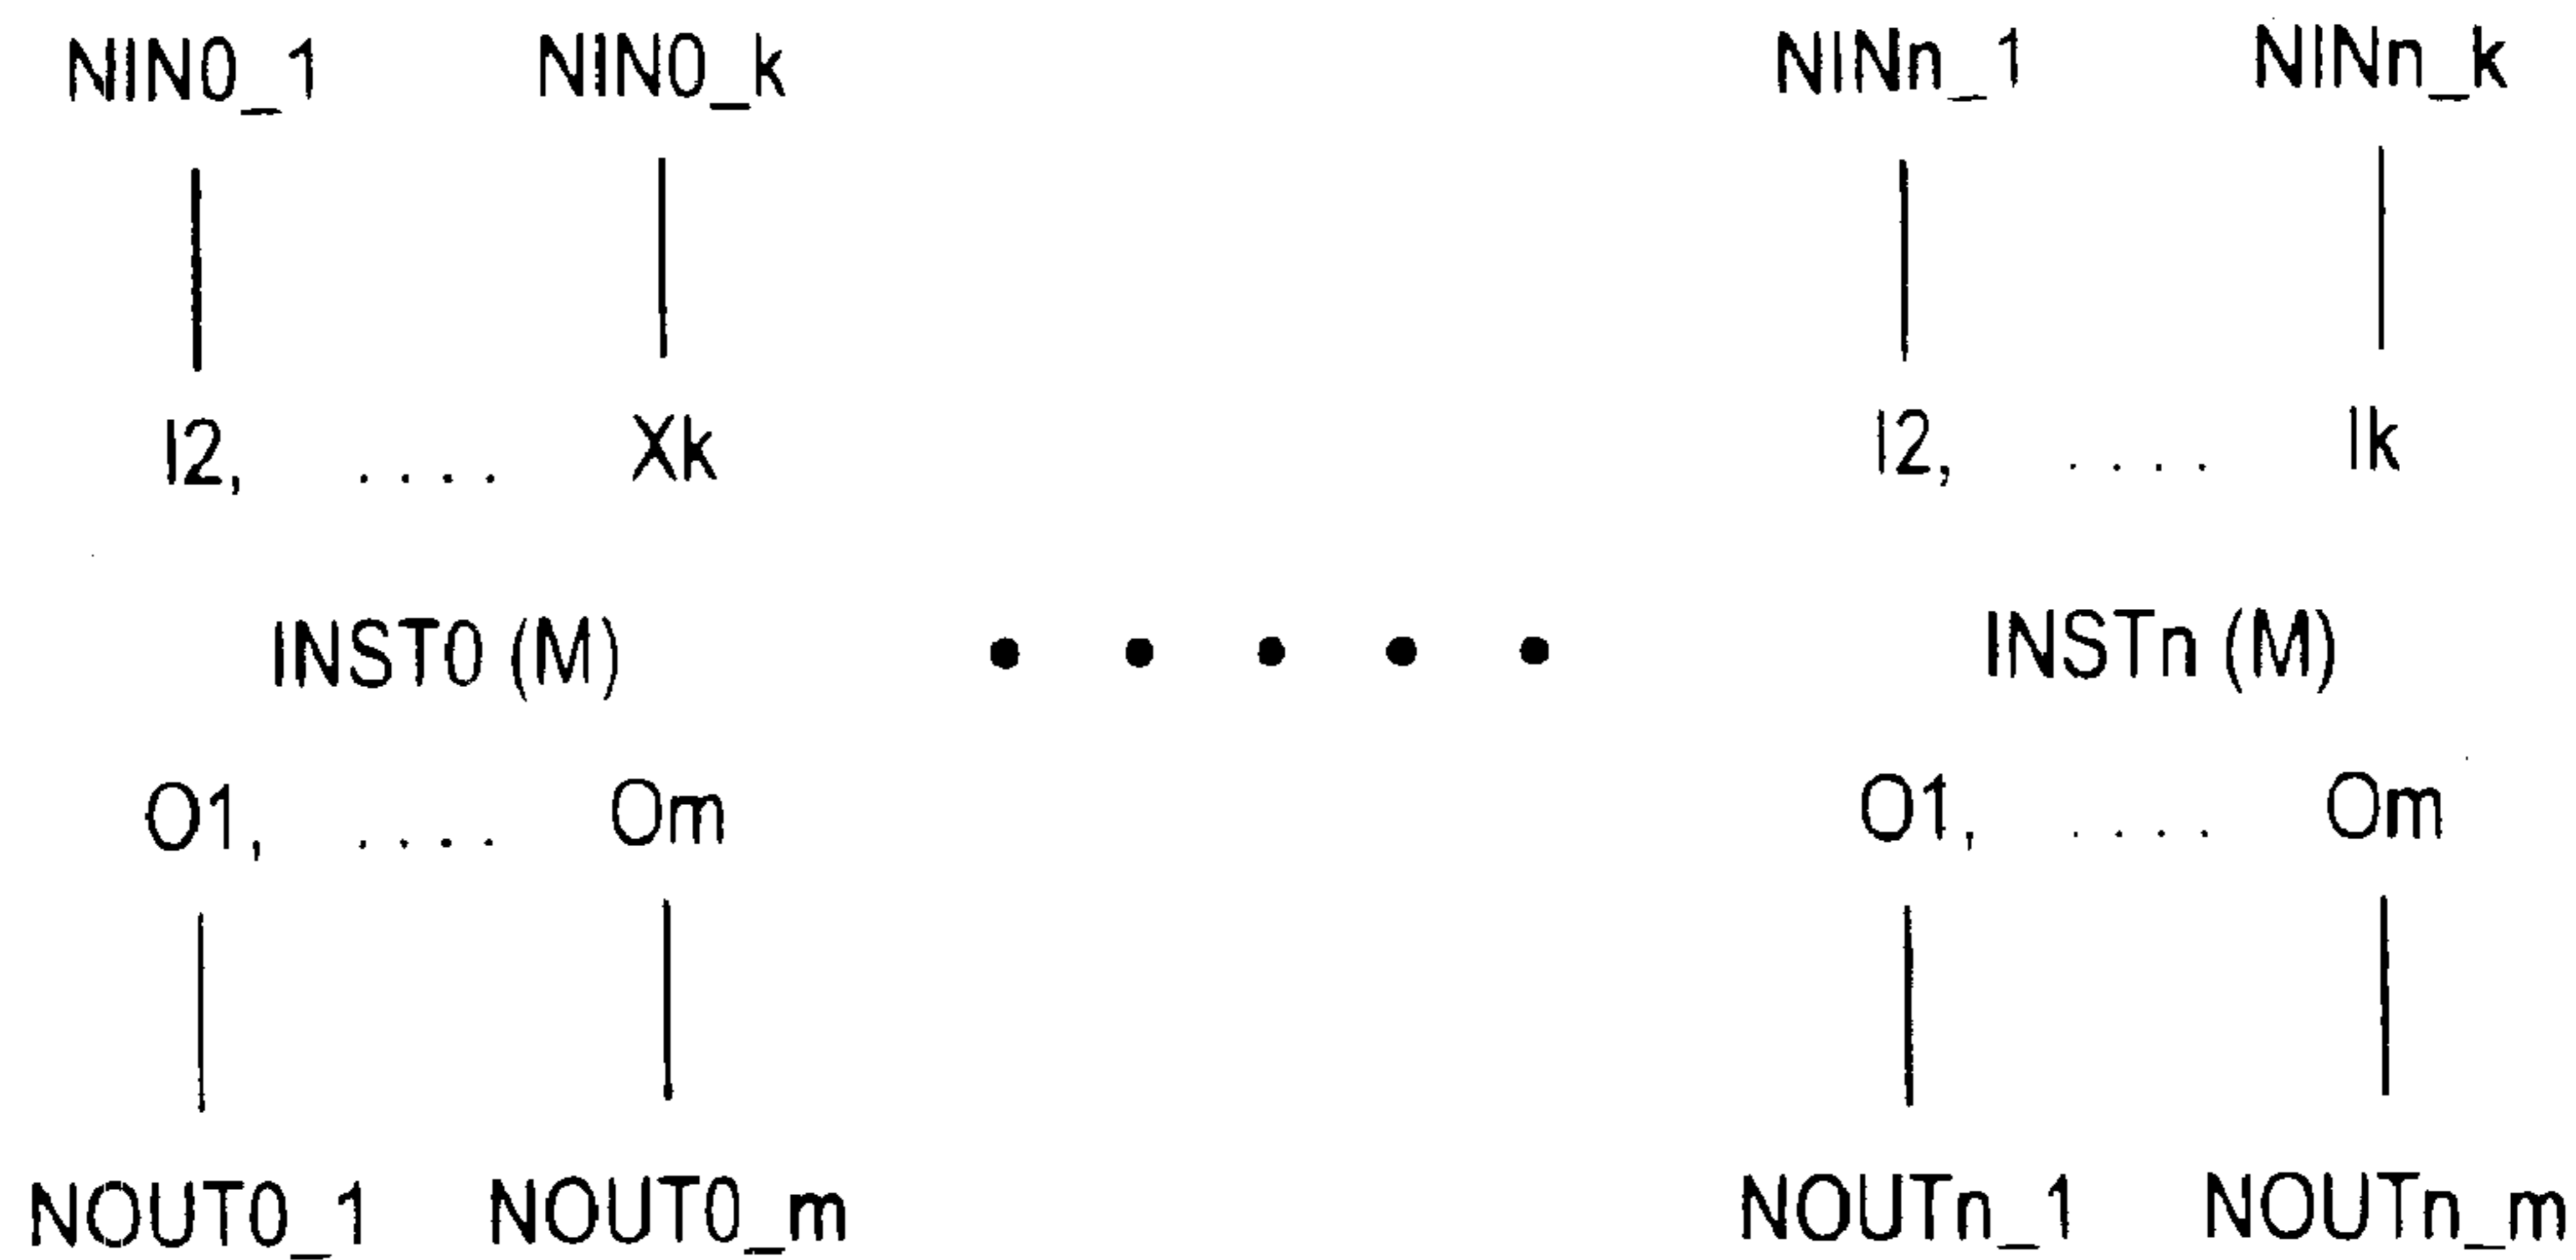 NIN0_1 NIN0_k NINn_1 NINn_k
I2, .... Xk I2, .... Ik
INST0 (M) • • • • • INSTn (M)
O1, .... Om O1, .... Om
NOUT0_1 NOUT0_m NOUTn_1 NOUTn_m